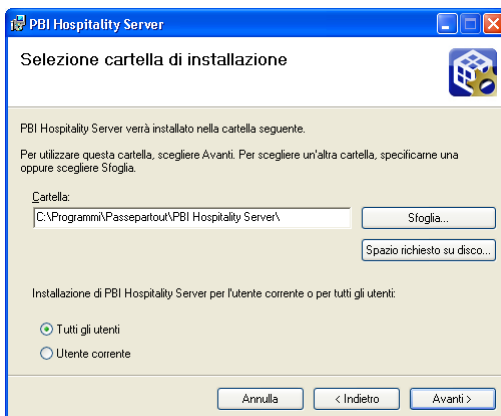 PBI Hospitality Server
Selezione cartella di installazione
PBI Hospitality Server verrà installato nella cartella seguente.
Per utilizzare questa cartella, scegliere Avanti. Per scegliere un'altra cartella, specificarne una
oppure scegliere Sfoglia.
Cartella:
C:\Programmi\Passepartout\PBI Hospitality Server\
Sfoglia...
Spazio richiesto su disco...
Installazione di PBI Hospitality Server per l'utente corrente o per tutti gli utenti:
Tutti gli utenti
Utente corrente
Annulla
< Indietro
Avanti >